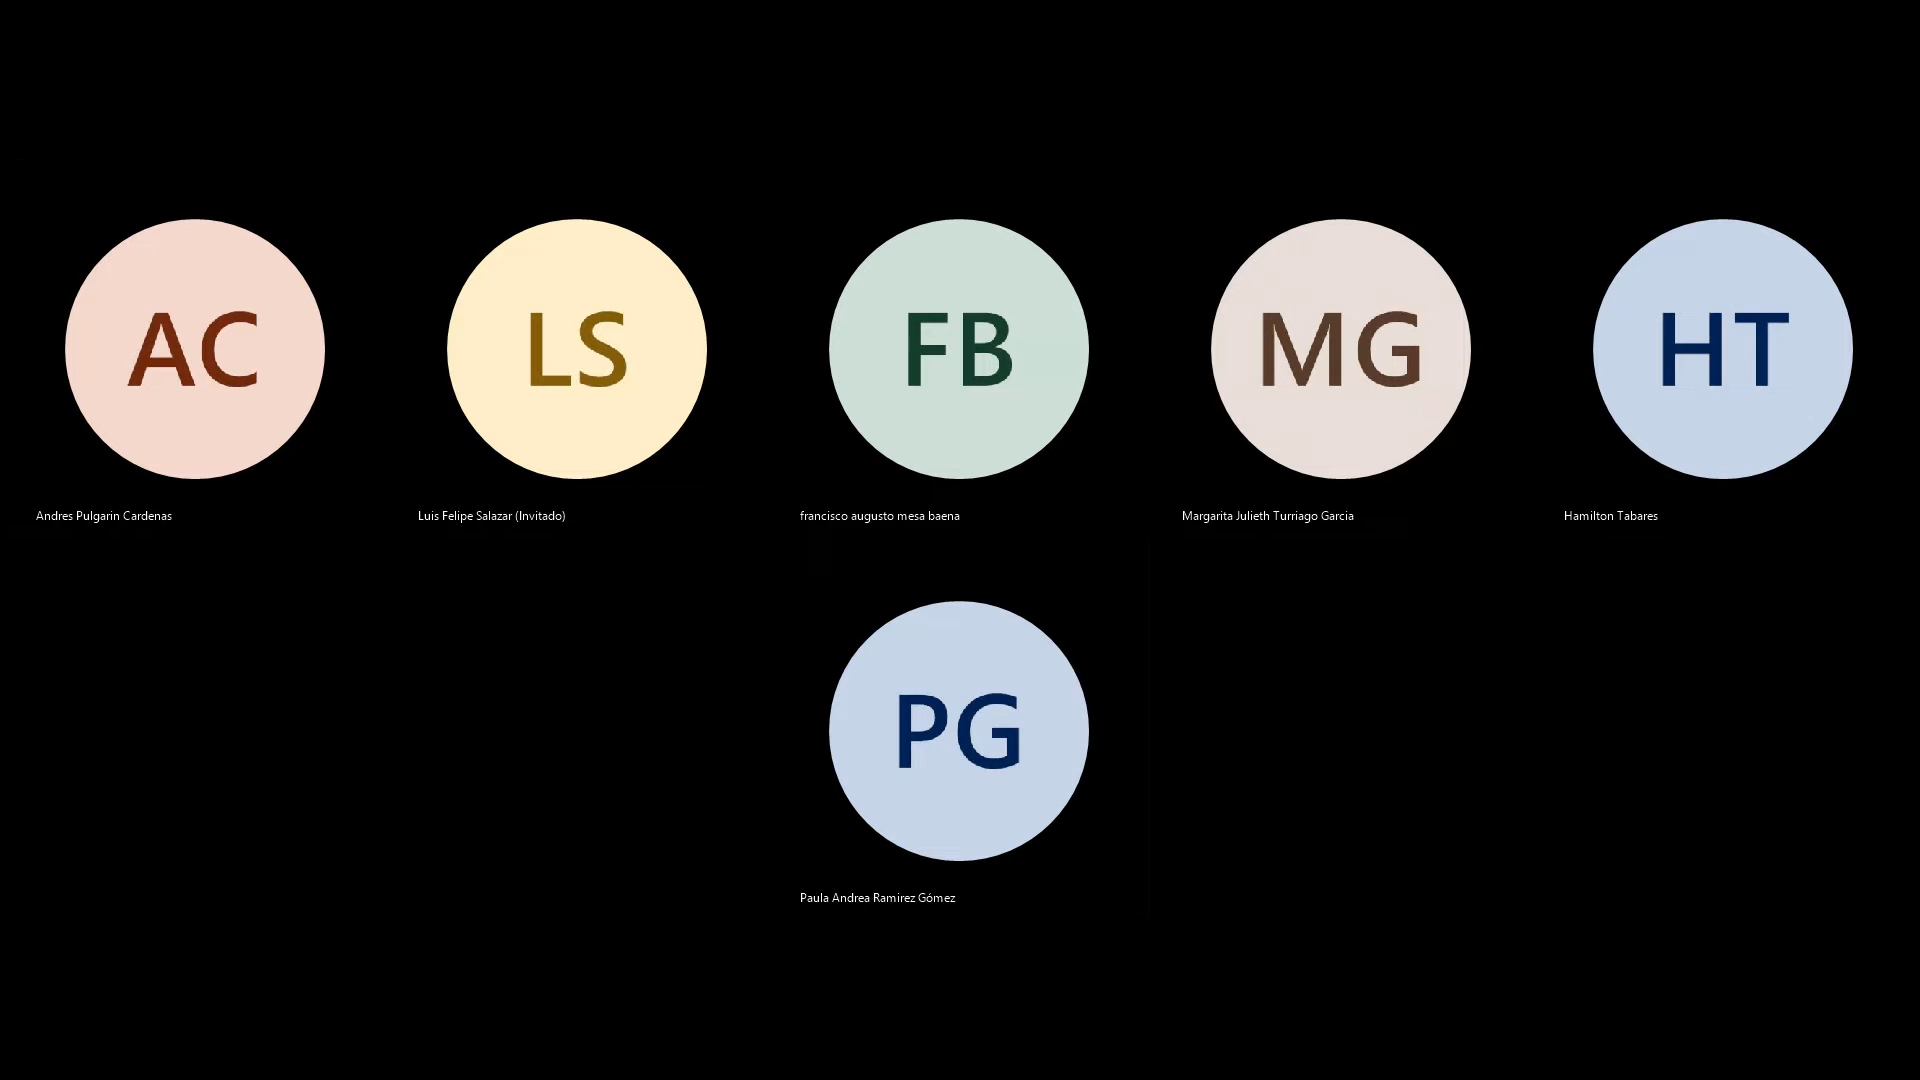 AC
LS
FB
MG
HT
Andres Pulgarin Cardenas
Luis Felipe Salazar (Invitado)
francisco augusto mesa baena
Margarita Julieth Turriago Garcia
Hamilton Tabares
PG
Paula Andrea Ramirez Gómez